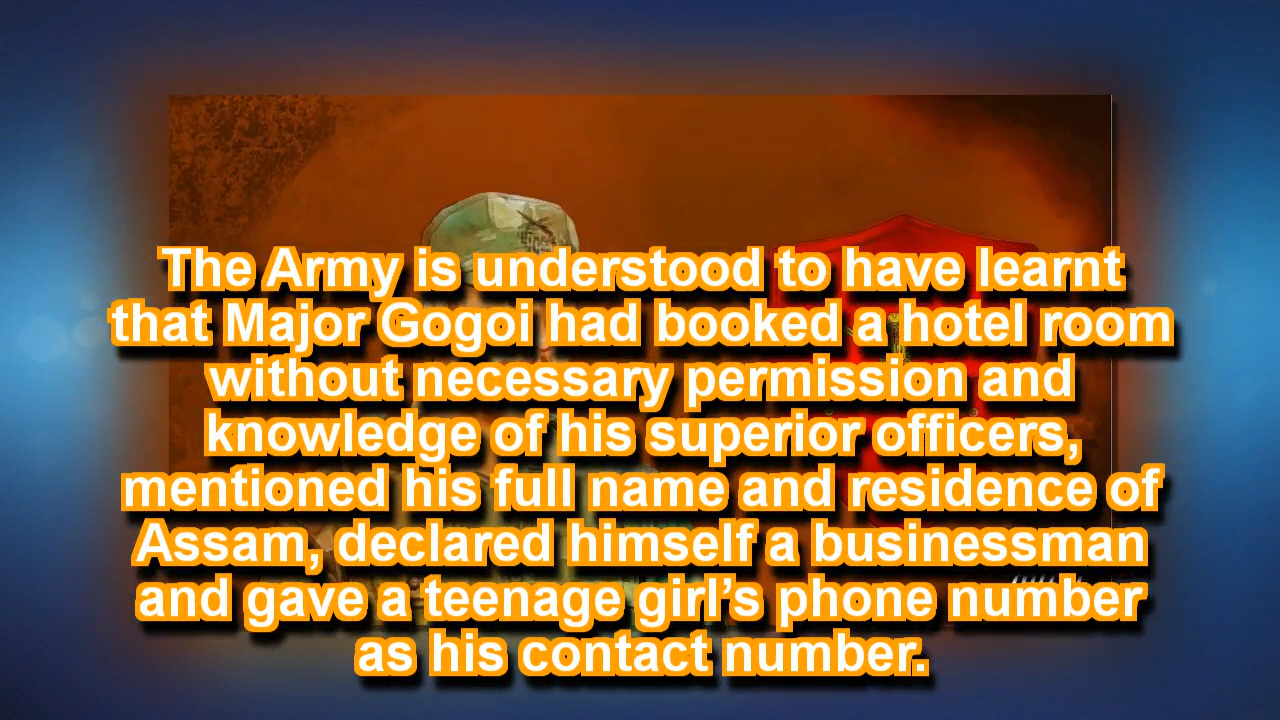 The Army is understood to have learnt
that Major Gogoi had booked a hotel room
without necessary permission and
knowledge of his superior officers,
mentioned his full name and residence of
Assam, declared himself a businessman
and gave a teenage girl’s phone number
as his contact number.